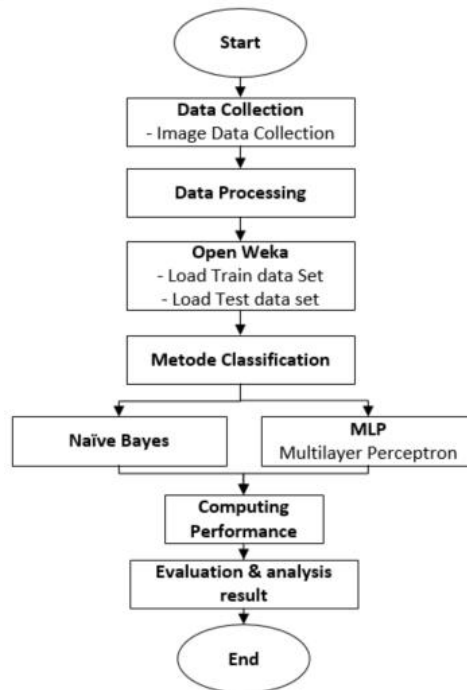 Start
Data Collection
- Image Data Collection
Data Processing
Open Weka
- Load Train data Set
- Load Test data set
Metode Classification
Naïve Bayes
MLP
Multilayer Perceptron
Computing
Performance
Evaluation & analysis
result
End